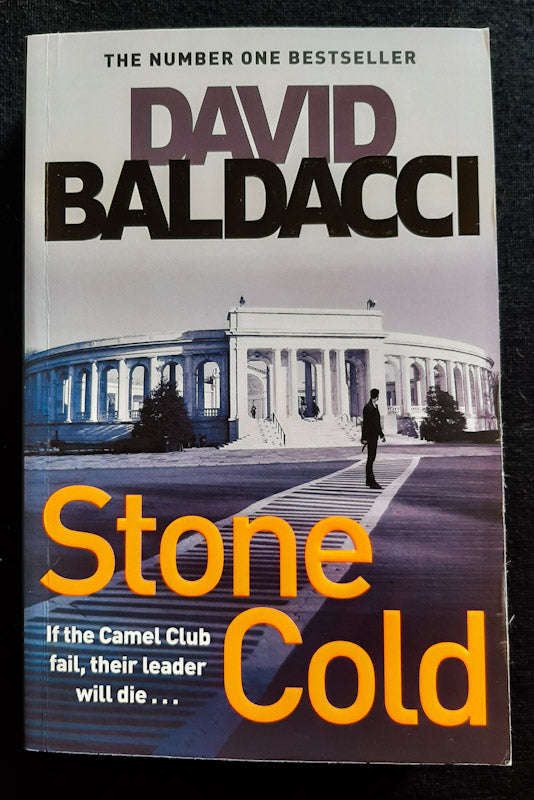 THE NUMBER ONE BESTSELLER
DAVID
BALDACCI
Stone
Cold
If the Camel Club
fail, their leader
will die . . .